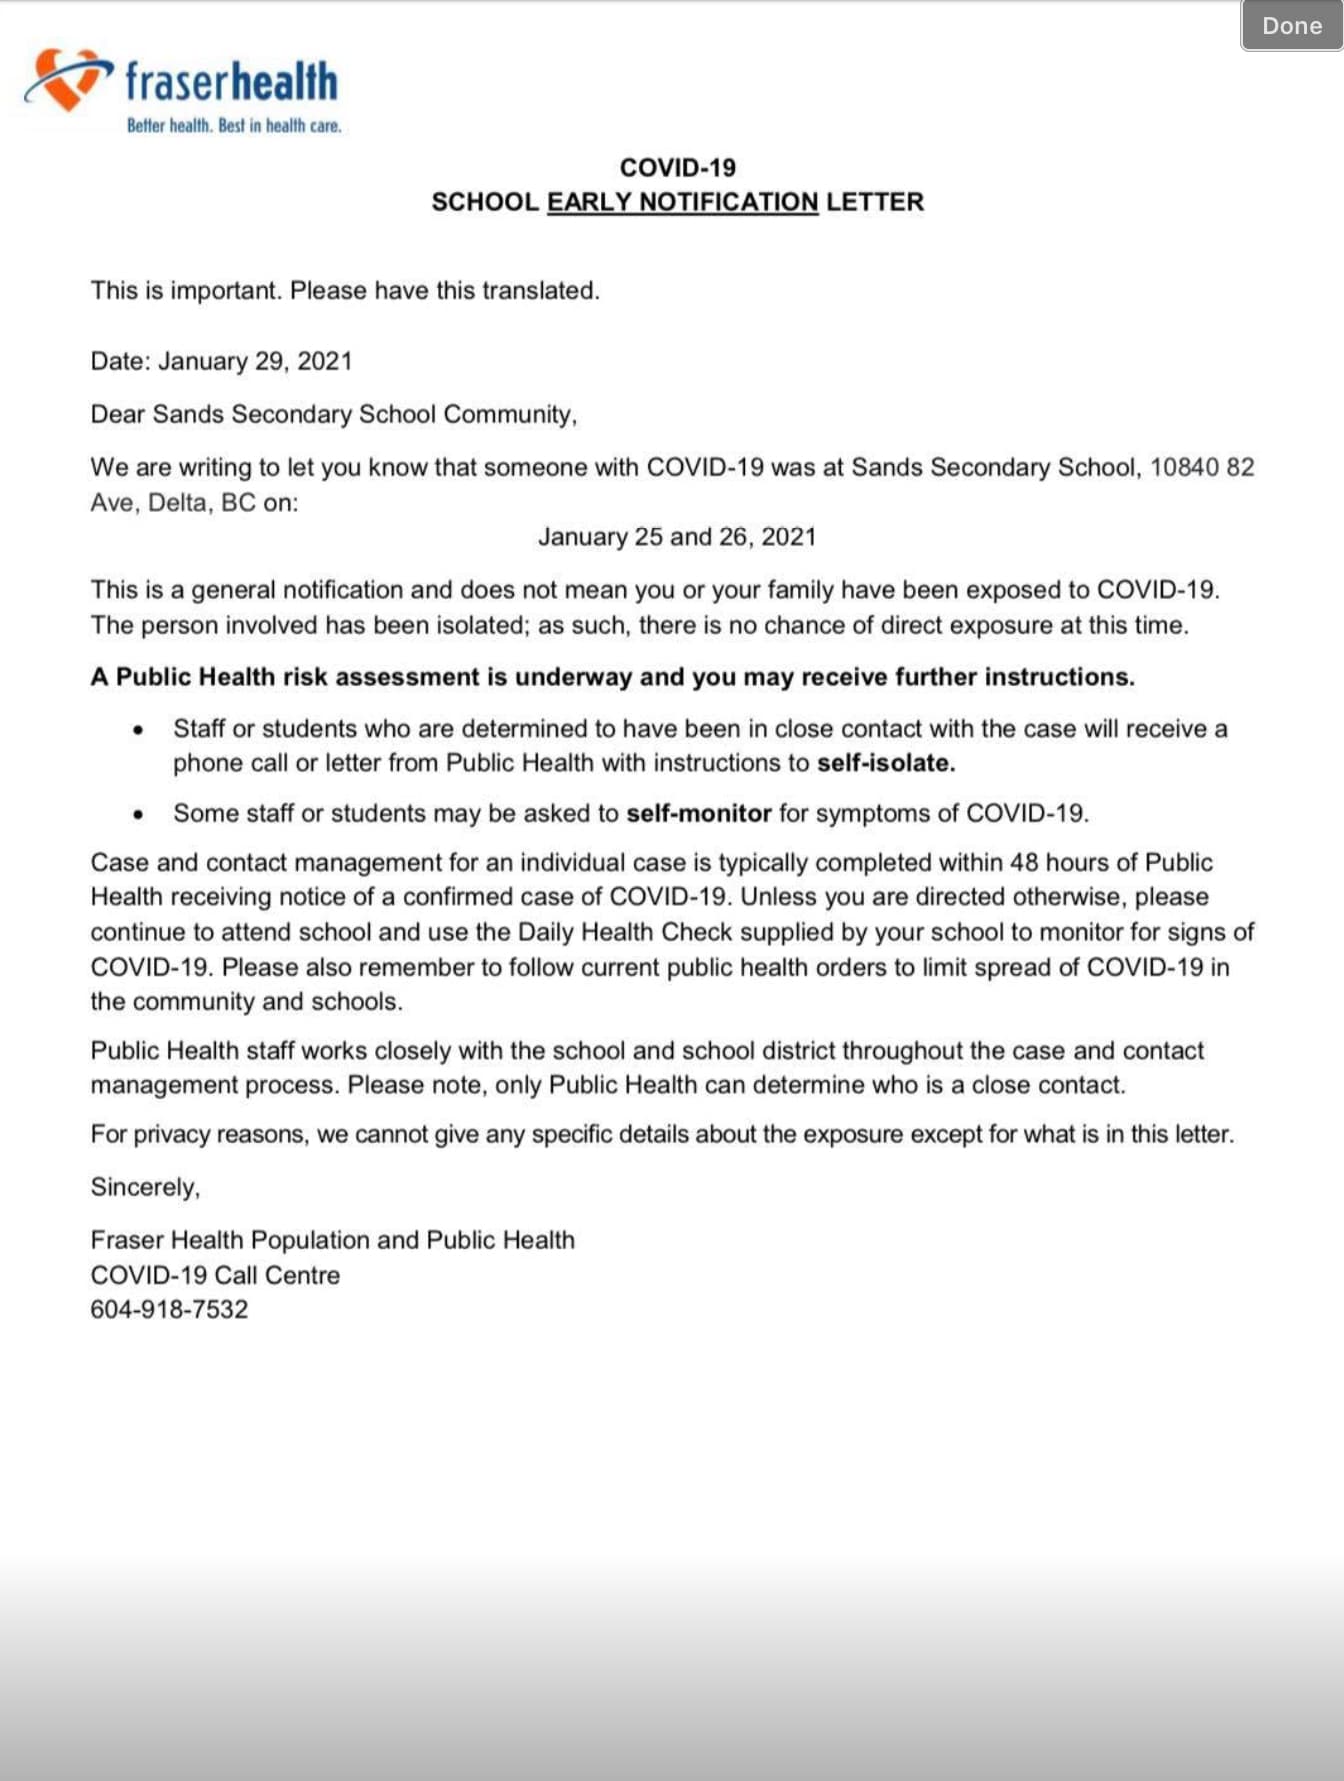 Done
fraserhealth
Better health. Best in health care.
COVID-19
SCHOOL EARLY NOTIFICATION LETTER
This is important. Please have this translated.
Date: January 29, 2021
Dear Sands Secondary School Community,
We are writing to let you know that someone with COVID-19 was at Sands Secondary School, 10840 82
Ave, Delta, BC on:
January 25 and 26, 2021
This is a general notification and does not mean you or your family have been exposed to COVID-19.
The person involved has been isolated; as such, there is no chance of direct exposure at this time.
A Public Health risk assessment is underway and you may receive further instructions.
• Staff or students who are determined to have been in close contact with the case will receive a
phone call or letter from Public Health with instructions to self-isolate.
• Some staff or students may be asked to self-monitor for symptoms of COVID-19.
Case and contact management for an individual case is typically completed within 48 hours of Public
Health receiving notice of a confirmed case of COVID-19. Unless you are directed otherwise, please
continue to attend school and use the Daily Health Check supplied by your school to monitor for signs of
COVID-19. Please also remember to follow current public health orders to limit spread of COVID-19 in
the community and schools.
Public Health staff works closely with the school and school district throughout the case and contact
management process. Please note, only Public Health can determine who is a close contact.
For privacy reasons, we cannot give any specific details about the exposure except for what is in this letter.
Sincerely,
Fraser Health Population and Public Health
COVID-19 Call Centre
604-918-7532